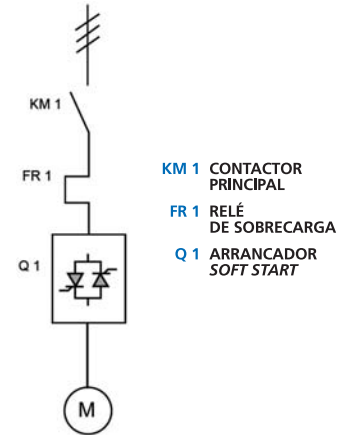 KM 1
FR 1
Q 1
M
KM 1 CONTACTOR
PRINCIPAL
FR 1 RELÉ
DE SOBRECARGA
Q 1 ARRANCADOR
SOFT START